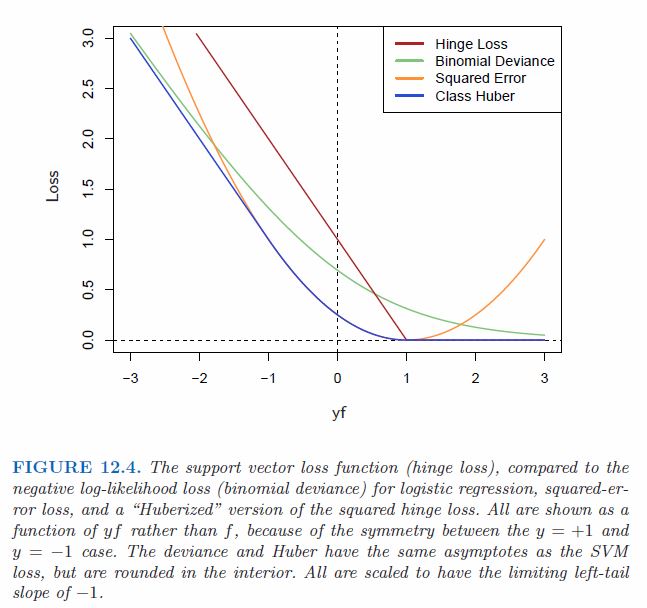 3.0
2.5
2.0
1.5
1.0
0.5
0.0
Loss
Hinge Loss
Binomial Deviance
Squared Error
Class Huber
−3 −2 −1 0 1 2 3
yf
FIGURE 12.4. The support vector loss function (hinge loss), compared to the
negative log-likelihood loss (binomial deviance) for logistic regression, squared-er-
ror loss, and a “Huberized” version of the squared hinge loss. All are shown as a
function of yf rather than f, because of the symmetry between the y = +1 and
y = −1 case. The deviance and Huber have the same asymptotes as the SVM
loss, but are rounded in the interior. All are scaled to have the limiting left-tail
slope of −1.